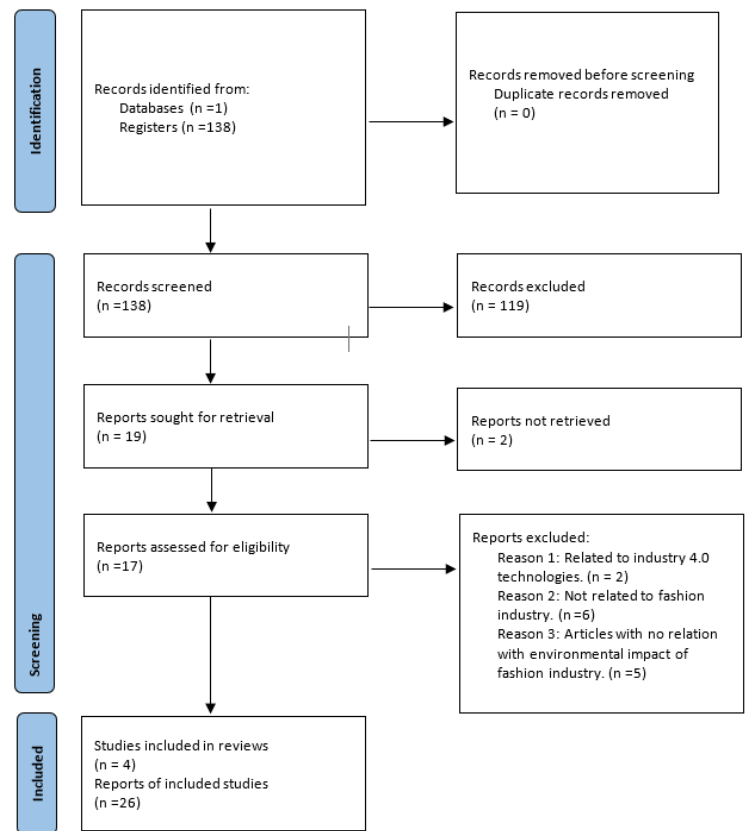 Identification
Records identified from:
Databases (n =1)
Registers (n =138)
Records removed before screening
Duplicate records removed
(n = 0)
Screening
Records screened
(n =138)
Records excluded
(n = 119)
Reports sought for retrieval
(n = 19)
Reports not retrieved
(n = 2)
Reports assessed for eligibility
(n =17)
Reports excluded:
Reason 1: Related to industry 4.0
technologies. (n = 2)
Reason 2: Not related to fashion
industry. (n =6)
Reason 3: Articles with no relation
with environmental impact of
fashion industry. (n =5)
Included
Studies included in reviews
(n = 4)
Reports of included studies
(n =26)